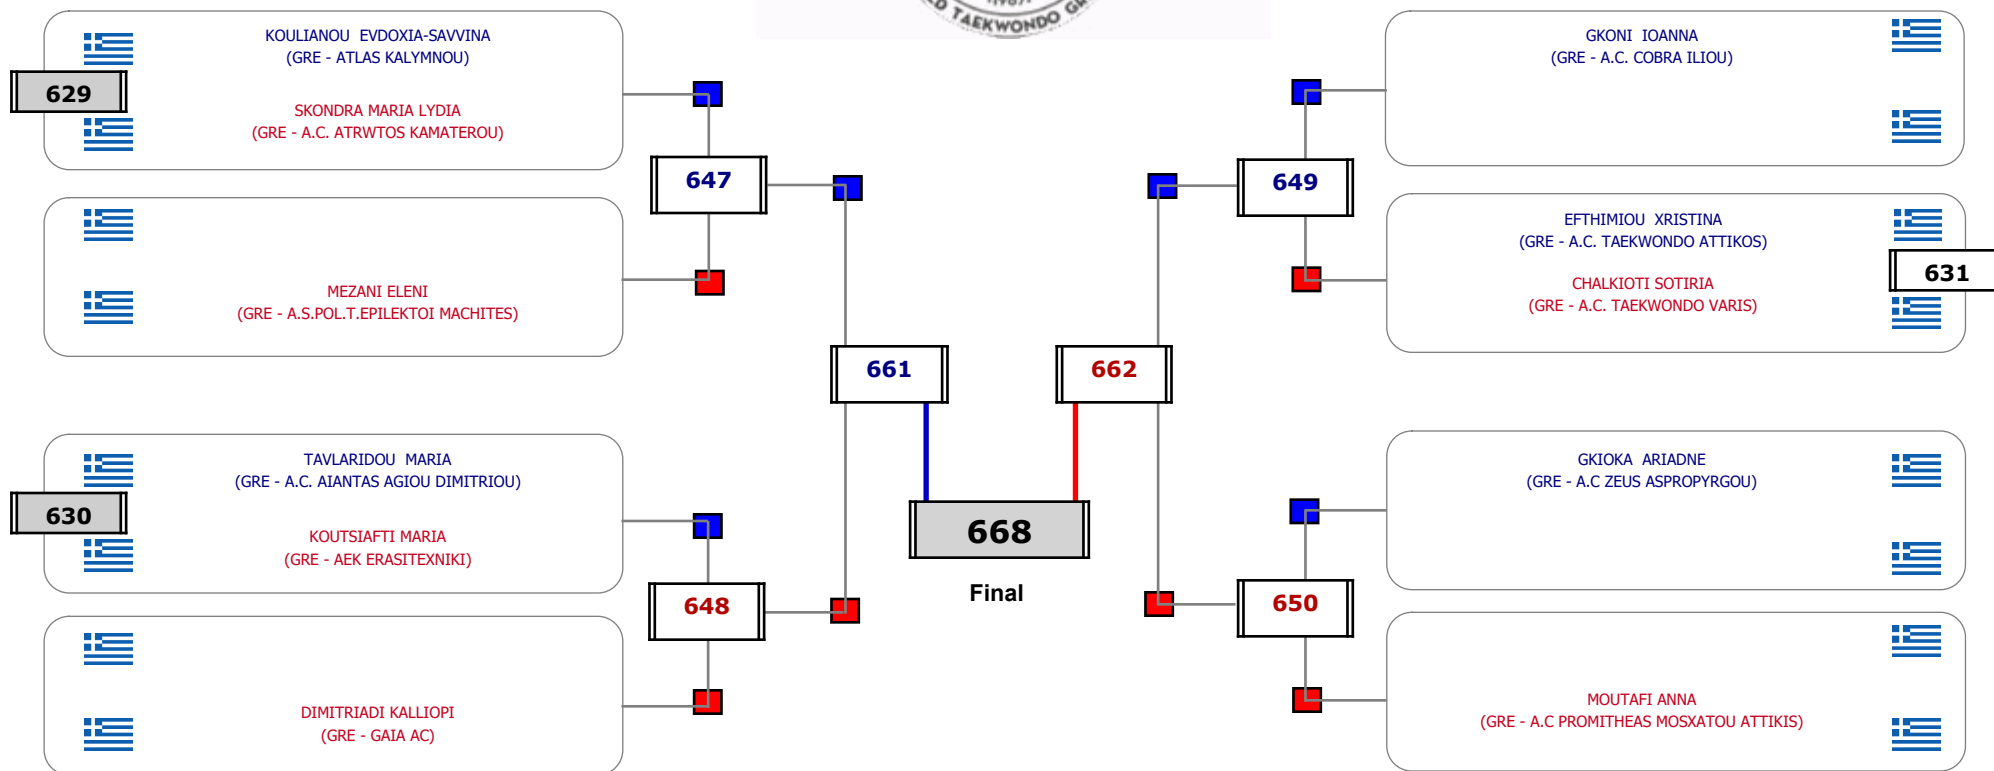 TAEKWONDO
KOULIANOU EVDOXIA-SAVVINA
(GRE - ATLAS KALYMNOU)
629
SKONDRA MARIA LYDIA
(GRE - A.C. ATRWTOS KAMATEROU)
647
MEZANI ELENI
(GRE - A.S.POL.T.EPILEKTOI MACHITES)
661
TAVLARIDOU MARIA
(GRE - A.C. AIANTAS AGIOU DIMITRIOU)
630
KOUTSIAFTI MARIA
(GRE - AEK ERASITEXNIKI)
648
DIMITRIADI KALLIOPI
(GRE - GAIA AC)
668
Final
GKONI IOANNA
(GRE - A.C. COBRA ILIOU)
649
EFTHIMIOU XRISTINA
(GRE - A.C. TAEKWONDO ATTIKOS)
631
CHALKIOTI SOTIRIA
(GRE - A.C. TAEKWONDO VARIS)
662
GKIOKA ARIADNE
(GRE - A.C ZEUS ASPROPYRGOU)
650
MOUTAFI ANNA
(GRE - A.C PROMITHEAS MOSXATOU ATTIKIS)